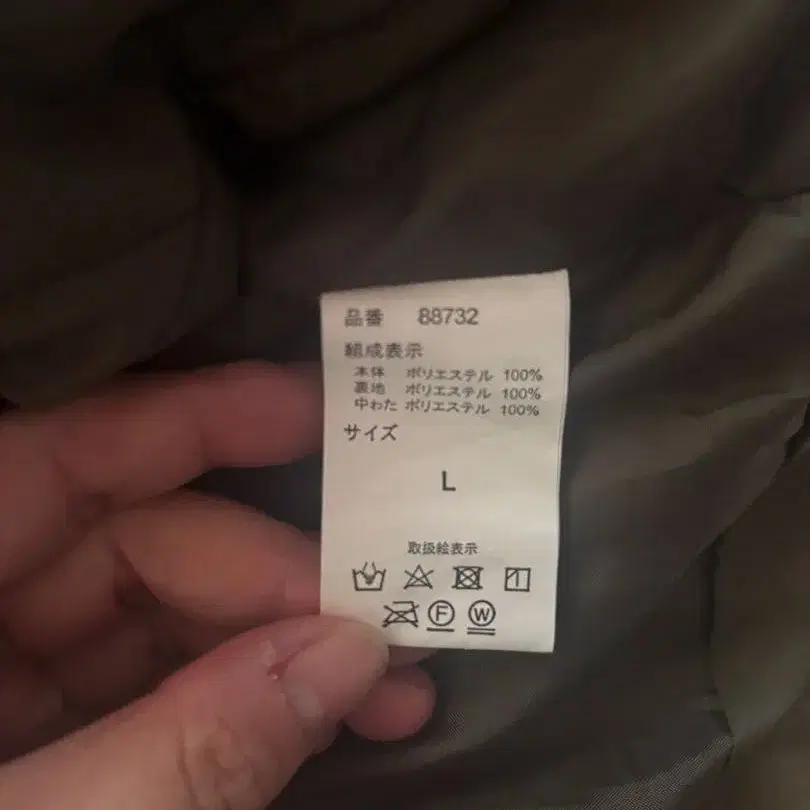 品番 88732
組成表示
本体 ポリエステル 100%
裏地 ポリエステル 100%
中わた ポリエステル 100%
サイズ
L
取扱絵表示
F W